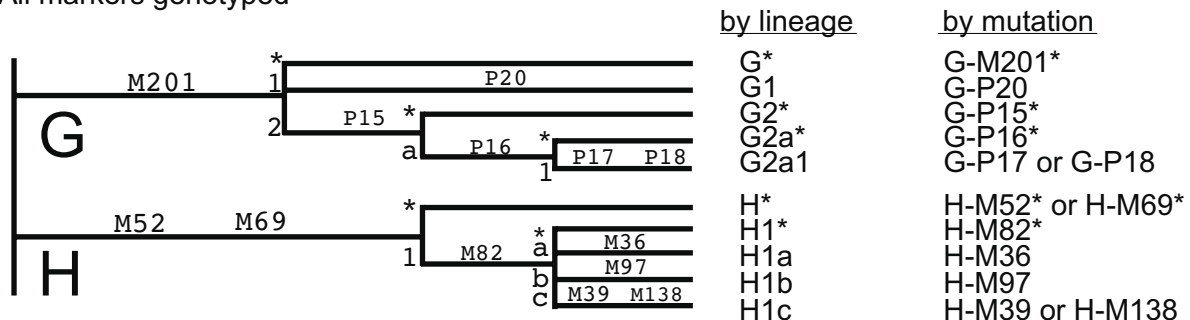 All markers genotyped
by lineage by mutation
* G* G-M201*
M201 1 P20 G1 G-P20
2 P15 * G2* G-P15*
G a P16 * G2a* G-P16*
1 P17 P18 G2a1 G-P17 or G-P18
* H* H-M52* or H-M69*
M52 M69 * H1* H-M82*
1 M82 a M36 H1a H-M36
H b M97 H1b H-M97
c M39 M138 H1c H-M39 or H-M138